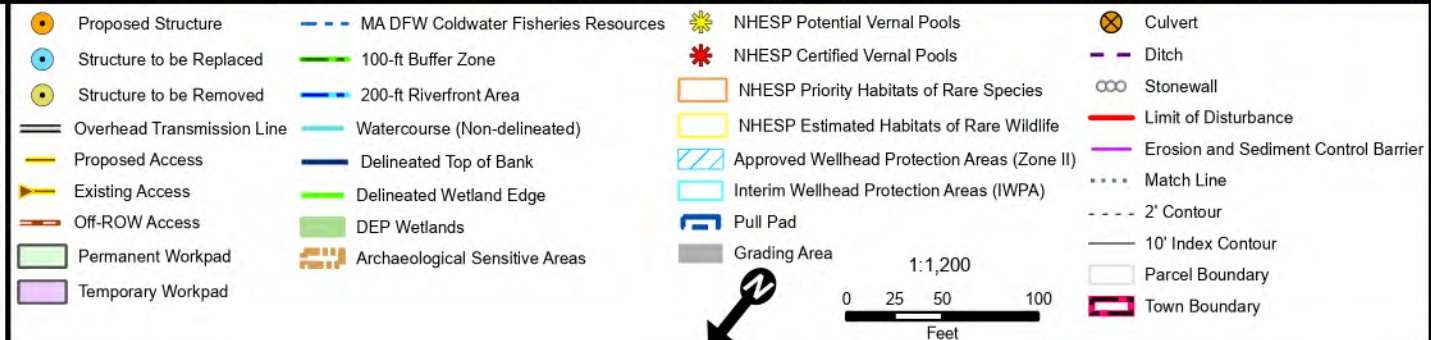 Proposed Structure
Structure to be Replaced
Structure to be Removed
Overhead Transmission Line
Proposed Access
Existing Access
Off-ROW Access
Permanent Workpad
Temporary Workpad
MA DFW Coldwater Fisheries Resources
100-ft Buffer Zone
200-ft Riverfront Area
Watercourse (Non-delineated)
Delineated Top of Bank
Delineated Wetland Edge
DEP Wetlands
Archaeological Sensitive Areas
NHESP Potential Vernal Pools
NHESP Certified Vernal Pools
NHESP Priority Habitats of Rare Species
NHESP Estimated Habitats of Rare Wildlife
Approved Wellhead Protection Areas (Zone II)
Interim Wellhead Protection Areas (IWPA)
Pull Pad
Grading Area
N
1:1,200
0 25 50 100
Feet
Culvert
Ditch
Stonewall
Limit of Disturbance
Erosion and Sediment Control Barrier
Match Line
2' Contour
10' Index Contour
Parcel Boundary
Town Boundary